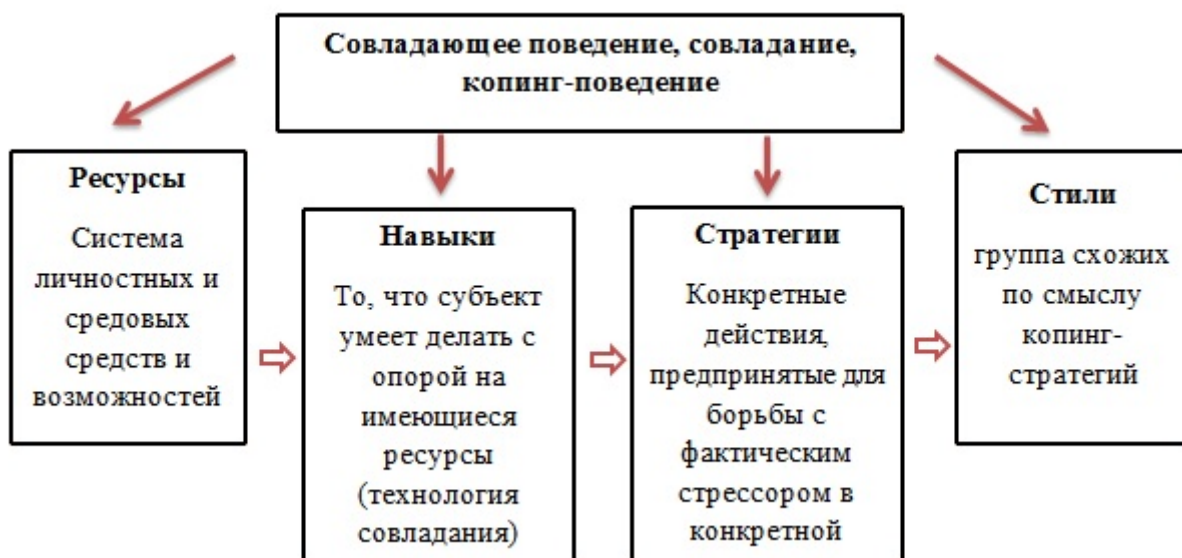 Совладающее поведение, совладание,
копинг-поведение
Ресурсы
Система
личностных и
средовых
средств и
возможностей
Навыки
То, что субъект
умеет делать с
опорой на
имеющиеся
ресурсы
(технология
совладания)
Стратегии
Конкретные
действия,
предпринятые для
борьбы с
фактическим
стрессором в
конкретной
Стили
группа схожих
по смыслу
копинг-
стратегий